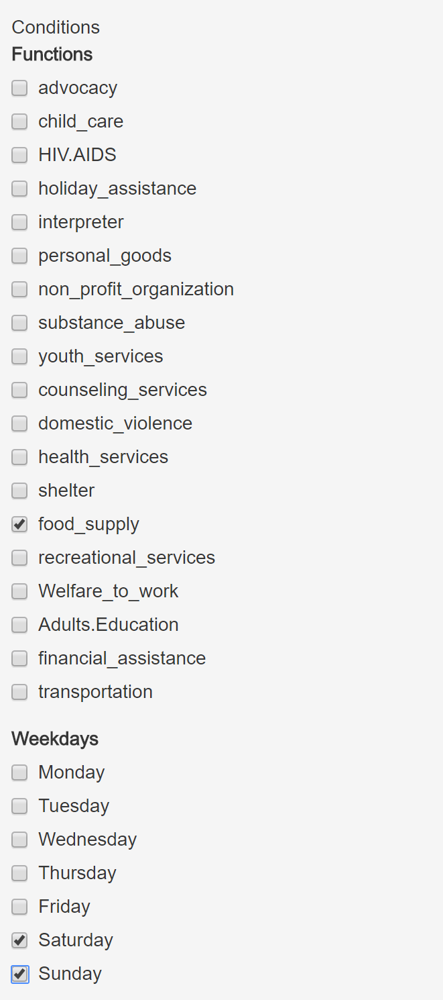 Conditions
Functions
advocacy
child_care
HIV.AIDS
holiday_assistance
interpreter
personal_goods
non_profit_organization
substance_abuse
youth_services
counseling_services
domestic_violence
health_services
shelter
food_supply
recreational_services
Welfare_to_work
Adults.Education
financial_assistance
transportation
Weekdays
Monday
Tuesday
Wednesday
Thursday
Friday
Saturday
Sunday